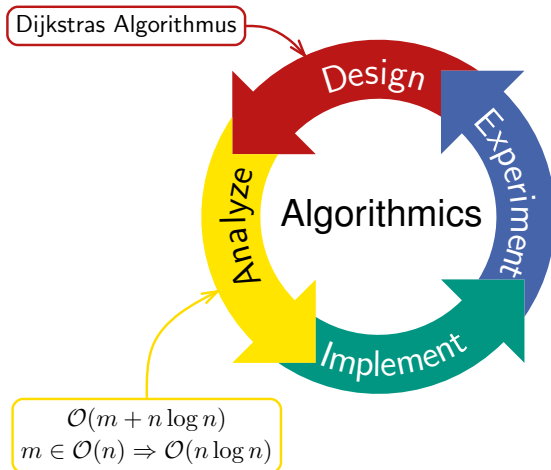 Dijkstras Algorithmus
Design
Experiment
Analyze
Algorithmics
Implement
𝒪(m + n log n)
m ∈ 𝒪(n) ⇒ 𝒪(n log n)